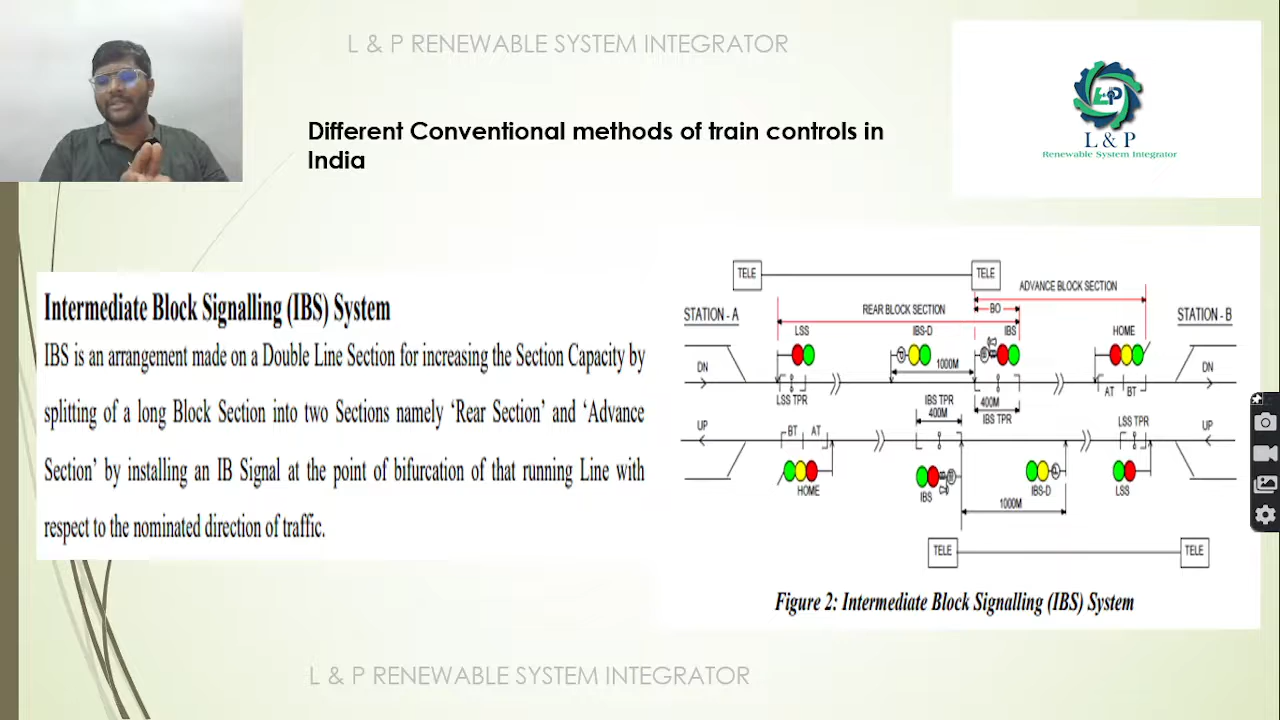 L & P RENEWABLE SYSTEM INTEGRATOR
L & P
Renewable System Integrator
Different Conventional methods of train controls in
India
Intermediate Block Signalling (IBS) System
IBS is an arrangement made on a Double Line Section for increasing the Section Capacity by
splitting of a long Block Section into two Sections namely ‘Rear Section’ and ‘Advance
Section’ by installing an IB Signal at the point of bifurcation of that running Line with
respect to the nominated direction of traffic.
TELE TELE
ADVANCE BLOCK SECTION
REAR BLOCK SECTION BO
STATION - A STATION - B
LSS IBS-D IBS HOME
1000M
DN DN
LSS TPR 400M AT BT
IBS TPR IBS TPR
400M
UP BT AT LSS TPR UP
HOME IBS IBS-D LSS
1000M
TELE TELE
Figure 2: Intermediate Block Signalling (IBS) System
L & P RENEWABLE SYSTEM INTEGRATOR